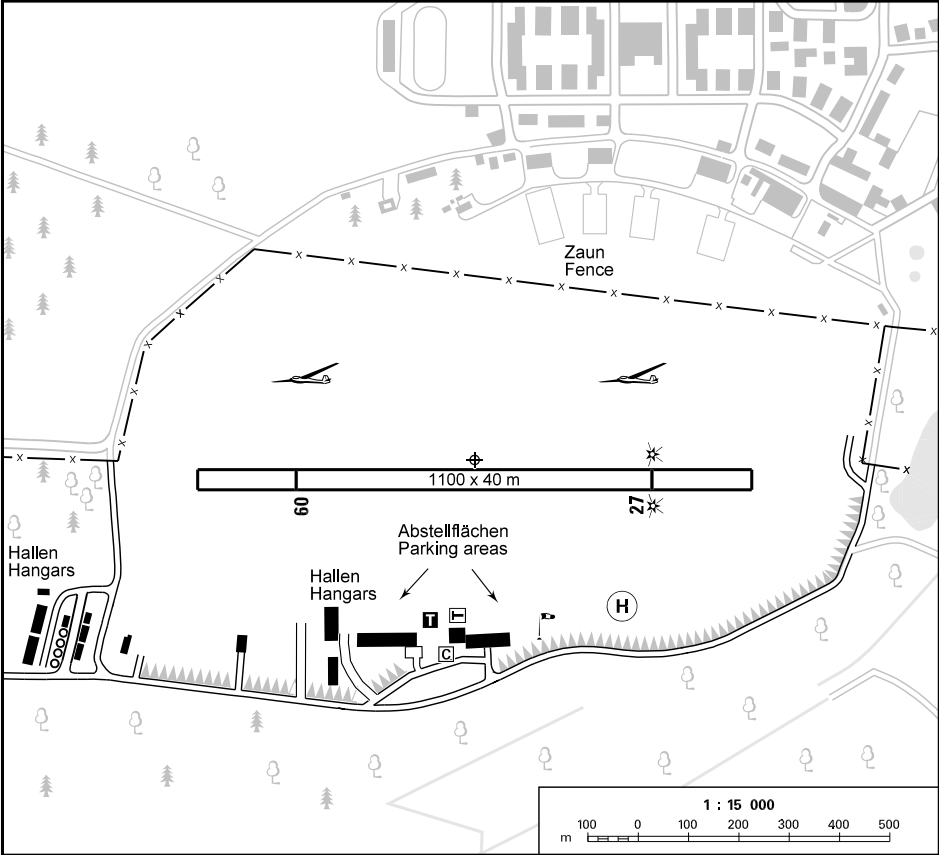 Zaun
Fence
1100 x 40 m
09
27
Abstellflächen
Parking areas
Hallen
Hangars
Hallen
Hangars
T
T
C
H
1 : 15 000
m 100 0 100 200 300 400 500